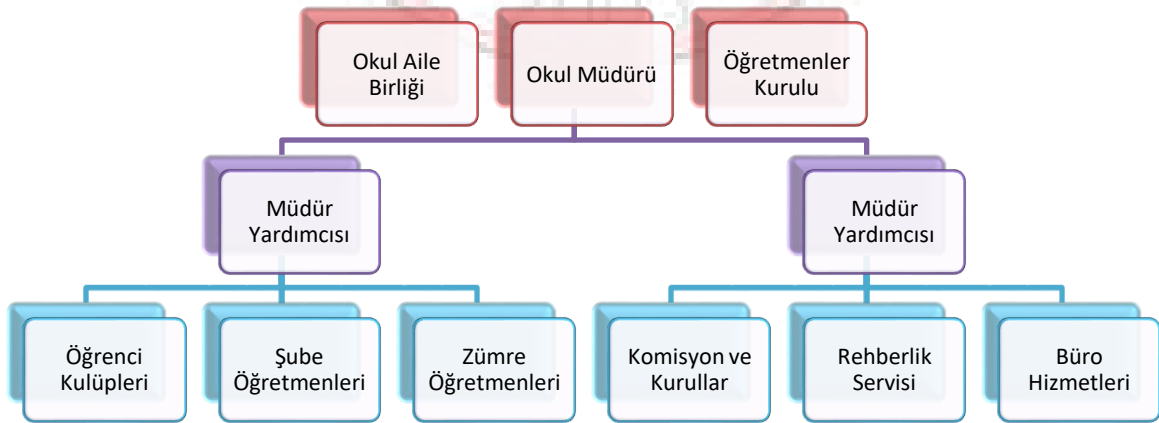 Okul Aile
Birliği
Okul Müdürü
Öğretmenler
Kurulu
Müdür
Yardımcısı
Müdür
Yardımcısı
Öğrenci
Kulüpleri
Şube
Öğretmenleri
Zümre
Öğretmenleri
Komisyon ve
Kurullar
Rehberlik
Servisi
Büro
Hizmetleri